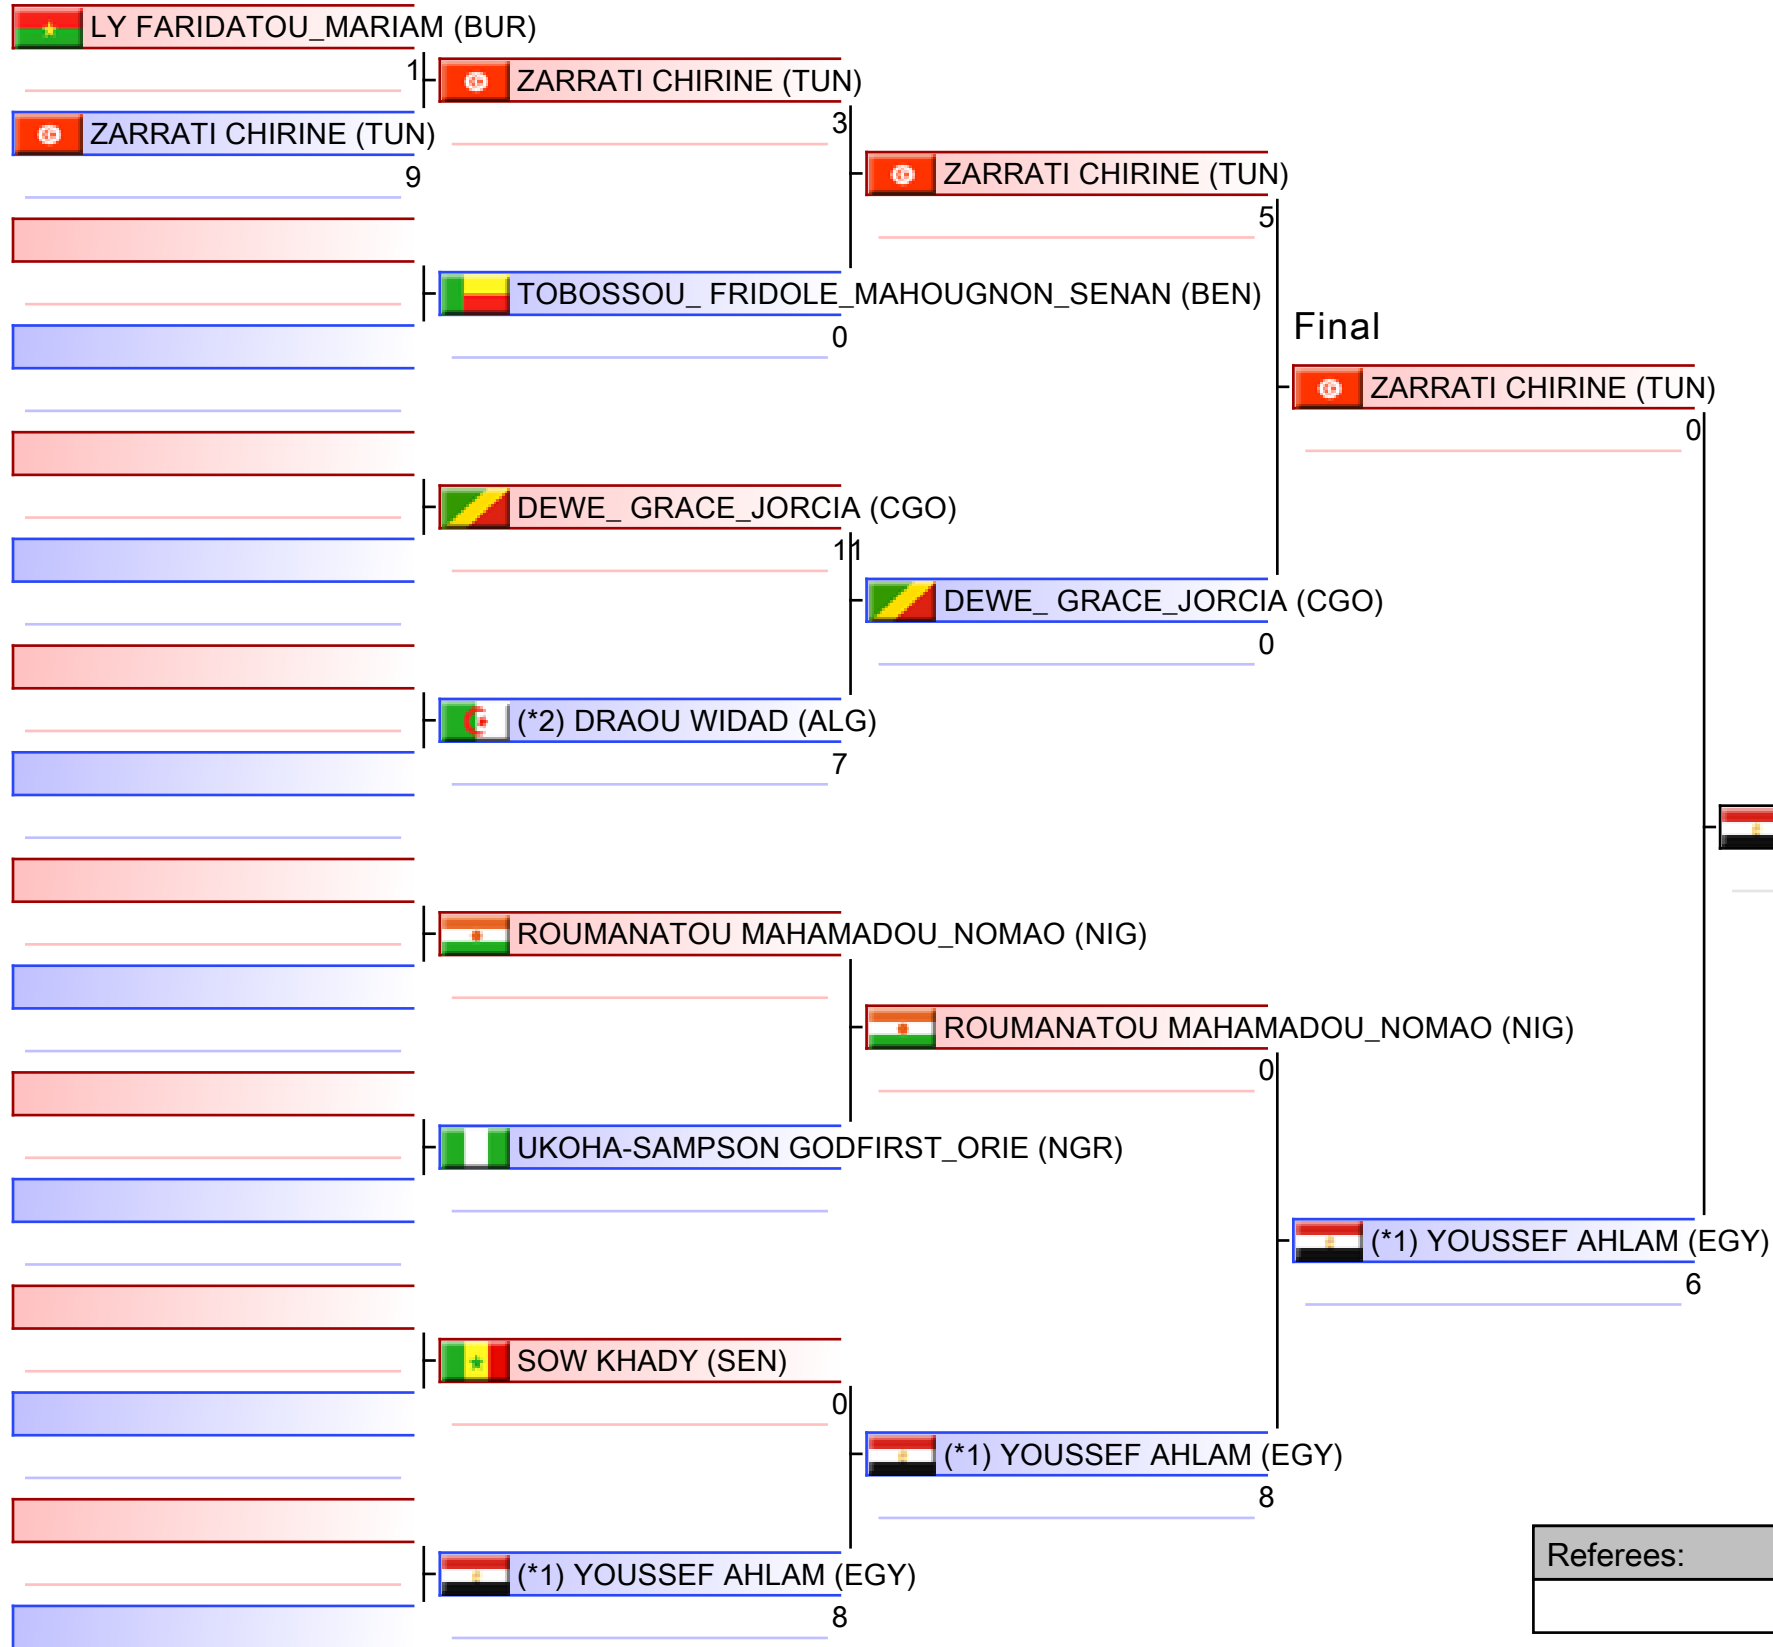 LY FARIDATOU_MARIAM (BUR)
1
ZARRATI CHIRINE (TUN)
9
ZARRATI CHIRINE (TUN)
3
TOBOSSOU_ FRIDOLE_MAHOUGNON_SENAN (BEN)
0
DEWE_ GRACE_JORCIA (CGO)
11
(*2) DRAOU WIDAD (ALG)
7
ROUMANATOU MAHAMADOU_NOMAO (NIG)
UKOHA-SAMPSON GODFIRST_ORIE (NGR)
SOW KHADY (SEN)
0
(*1) YOUSSEF AHLAM (EGY)
8
ZARRATI CHIRINE (TUN)
5
DEWE_ GRACE_JORCIA (CGO)
0
ROUMANATOU MAHAMADOU_NOMAO (NIG)
0
(*1) YOUSSEF AHLAM (EGY)
8
Final
ZARRATI CHIRINE (TUN)
0
(*1) YOUSSEF AHLAM (EGY)
6
Referees: